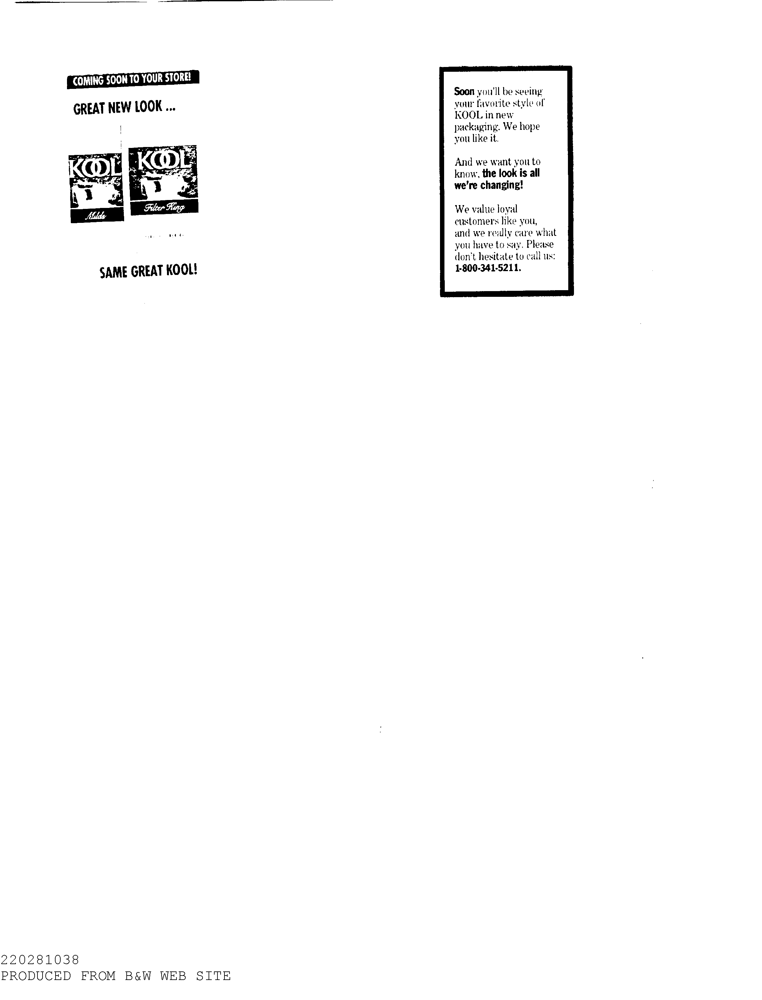 COMING SOON TO YOUR STORE!
GREAT NEW LOOK ...
KOOL
Milds
KOOL
Filter King
SAME GREAT KOOL!
Soon you'll be seeing
your favorite style of
KOOL in new
packaging. We hope
you like it.
And we want you to
know, the look is all
we're changing!
We value loyal
customers like you,
and we really care what
you have to say. Please
don't hesitate to call us:
1-800-341-5211.
220281038
PRODUCED FROM B&W WEB SITE